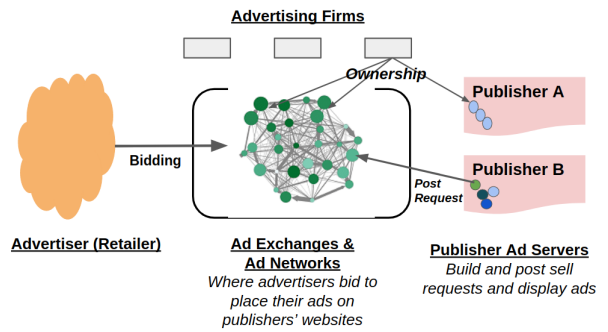 Advertising Firms
Ownership
Publisher A
Bidding
Publisher B
Post
Request
Advertiser (Retailer)
Ad Exchanges &
Ad Networks
Where advertisers bid to
place their ads on
publishers' websites
Publisher Ad Servers
Build and post sell
requests and display ads